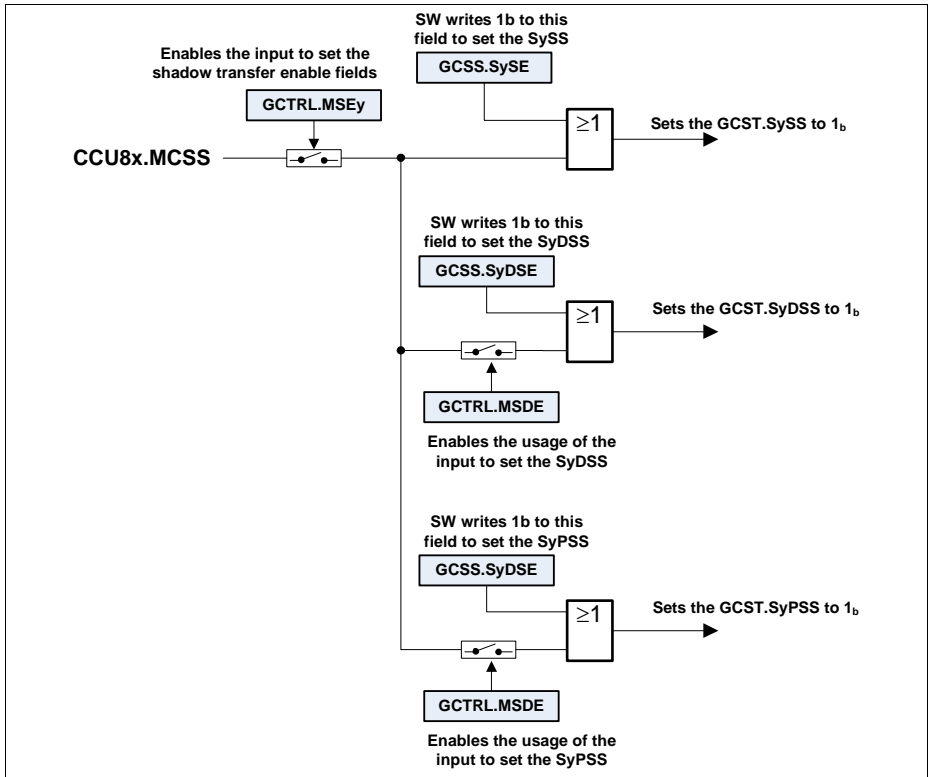 SW writes 1b to this
field to set the SySS
GCSS.SySE
Enables the input to set the
shadow transfer enable fields
GCTRL.MSEy
CCU8x.MCSS
≥1
Sets the GCST.SySS to 1b
SW writes 1b to this
field to set the SyDSS
GCSS.SyDSE
≥1
Sets the GCST.SyDSS to 1b
GCTRL.MSDE
Enables the usage of the
input to set the SyDSS
SW writes 1b to this
field to set the SyPSS
GCSS.SyDSE
≥1
Sets the GCST.SyPSS to 1b
GCTRL.MSDE
Enables the usage of the
input to set the SyPSS